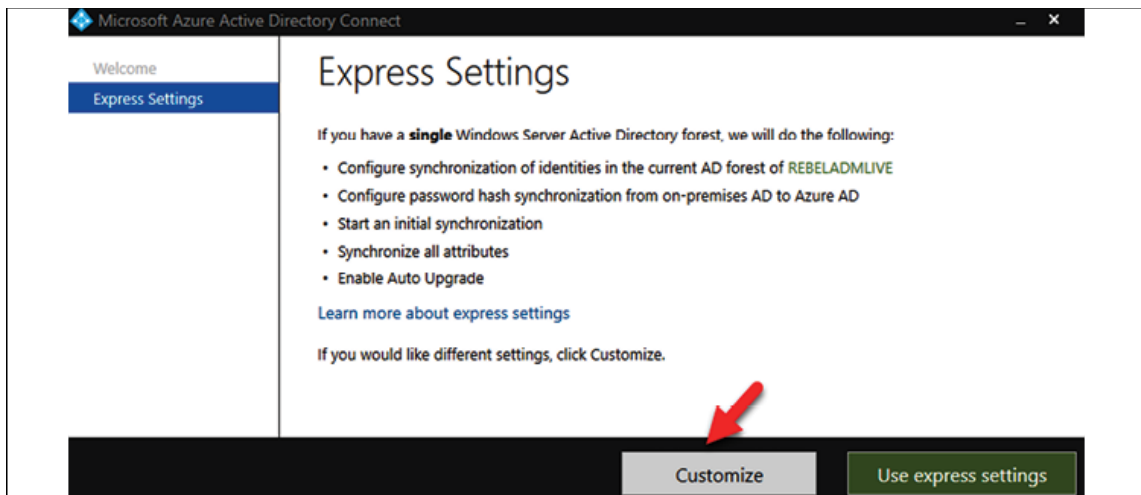 Microsoft Azure Active Directory Connect
Welcome
Express Settings
Express Settings
If you have a single Windows Server Active Directory forest, we will do the following:
• Configure synchronization of identities in the current AD forest of REBELADMLIVE
• Configure password hash synchronization from on-premises AD to Azure AD
• Start an initial synchronization
• Synchronize all attributes
• Enable Auto Upgrade
Learn more about express settings
If you would like different settings, click Customize.
Customize
Use express settings